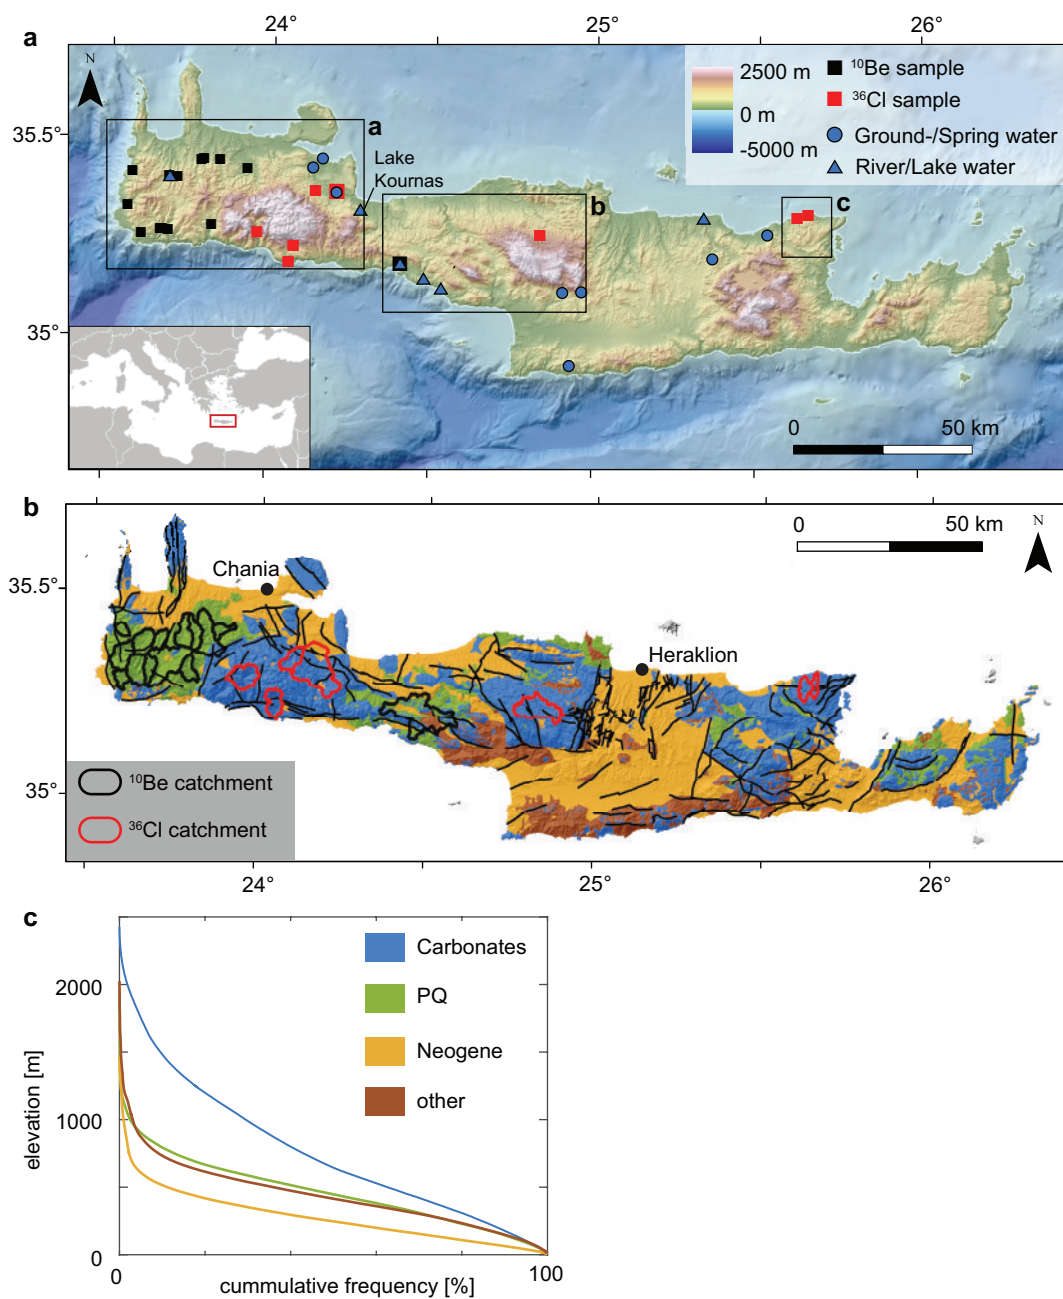 a
24°
25°
26°
N
2500 m
0 m
-5000 m
¹⁰Be sample
³⁶Cl sample
Ground-/Spring water
River/Lake water
35.5°
a
Lake
Kournas
b
c
35°
0
50 km
b
0
50 km
N
Chania
35.5°
Heraklion
¹⁰Be catchment
35°
³⁶Cl catchment
24°
25°
26°
c
Carbonates
PQ
Neogene
other
2000
1000
0
elevation [m]
0
100
cummulative frequency [%]